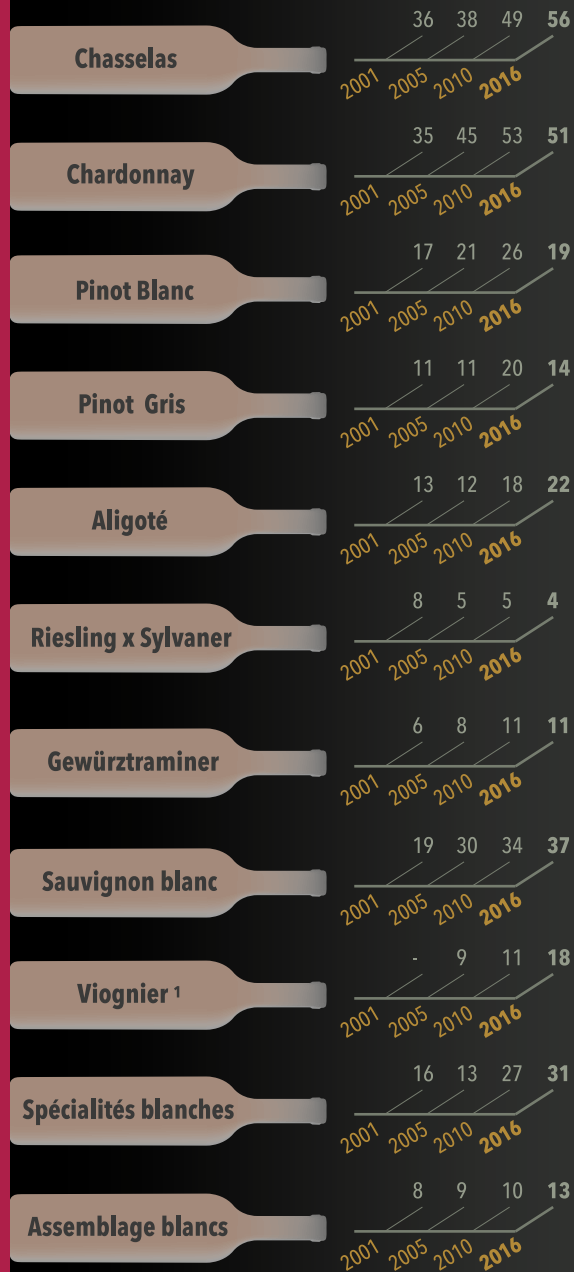 36 38 49 56
Chasselas
2001 2005 2010 2016
35 45 53 51
Chardonnay
2001 2005 2010 2016
17 21 26 19
Pinot Blanc
2001 2005 2010 2016
11 11 20 14
Pinot Gris
2001 2005 2010 2016
13 12 18 22
Aligoté
2001 2005 2010 2016
8 5 5 4
Riesling x Sylvaner
2001 2005 2010 2016
6 8 11 11
Gewürztraminer
2001 2005 2010 2016
19 30 34 37
Sauvignon blanc
2001 2005 2010 2016
- 9 11 18
Viognier ¹
2001 2005 2010 2016
16 13 27 31
Spécialités blanches
2001 2005 2010 2016
8 9 10 13
Assemblage blancs
2001 2005 2010 2016